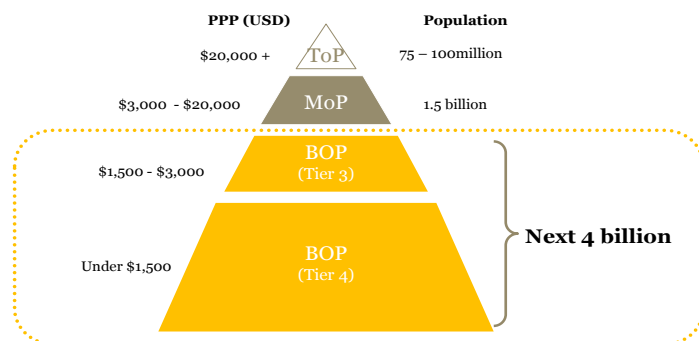 PPP (USD) Population
$20,000 + ToP 75 – 100million
$3,000 - $20,000 MoP 1.5 billion
BOP
$1,500 - $3,000 (Tier 3)
Next 4 billion
BOP
Under $1,500 (Tier 4)